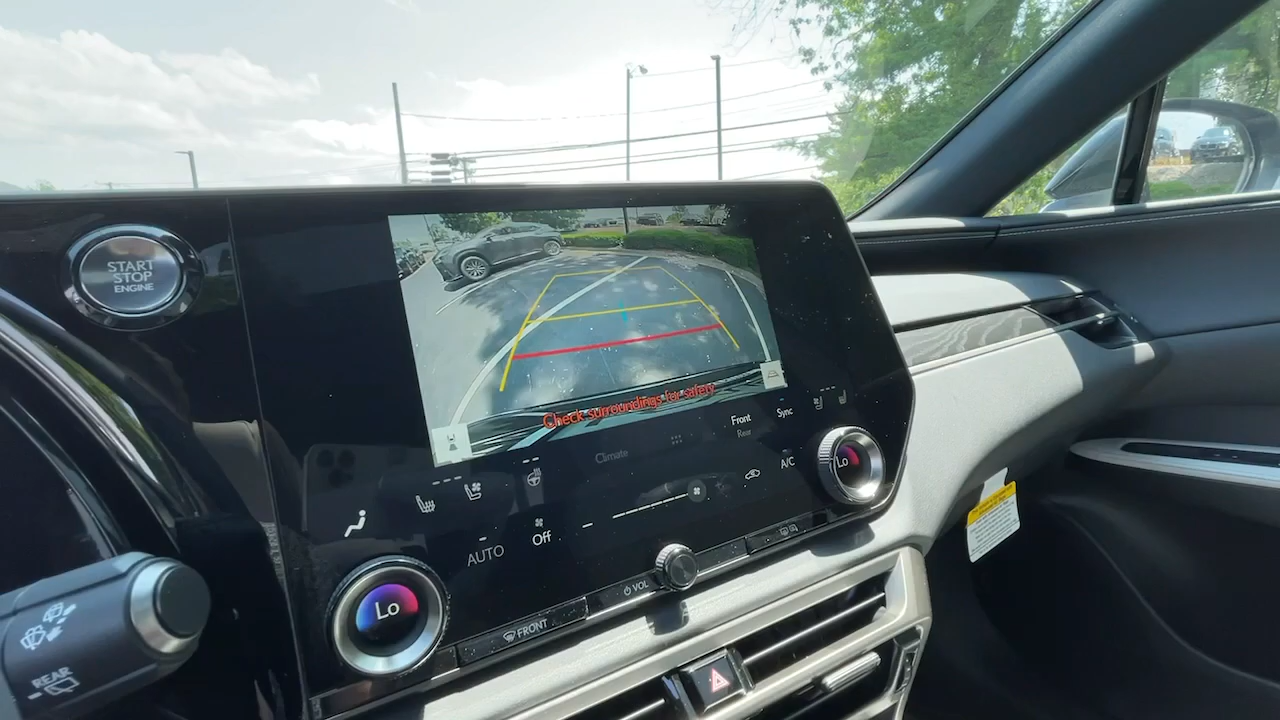 START
STOP
ENGINE
Check surroundings for safety
Front
Rear
Sync
Climate
A/C
Lo
AUTO
Off
Lo
VOL
FRONT
REAR